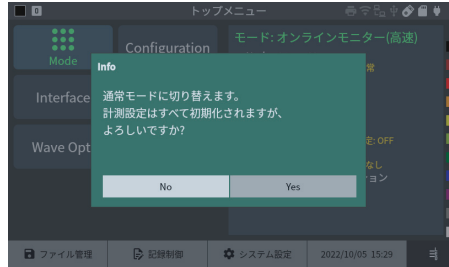 0
トップメニュー
Mode
Configuration
モード: オンラインモニター(高速)
Info
常
Interface
通常モードに切り替えます。
計測設定はすべて初期化されますが、
よろしいですか?
Wave Opt
定: OFF
なし
ョン
No
Yes
ファイル管理
記録制御
システム設定
2022/10/05 15:29